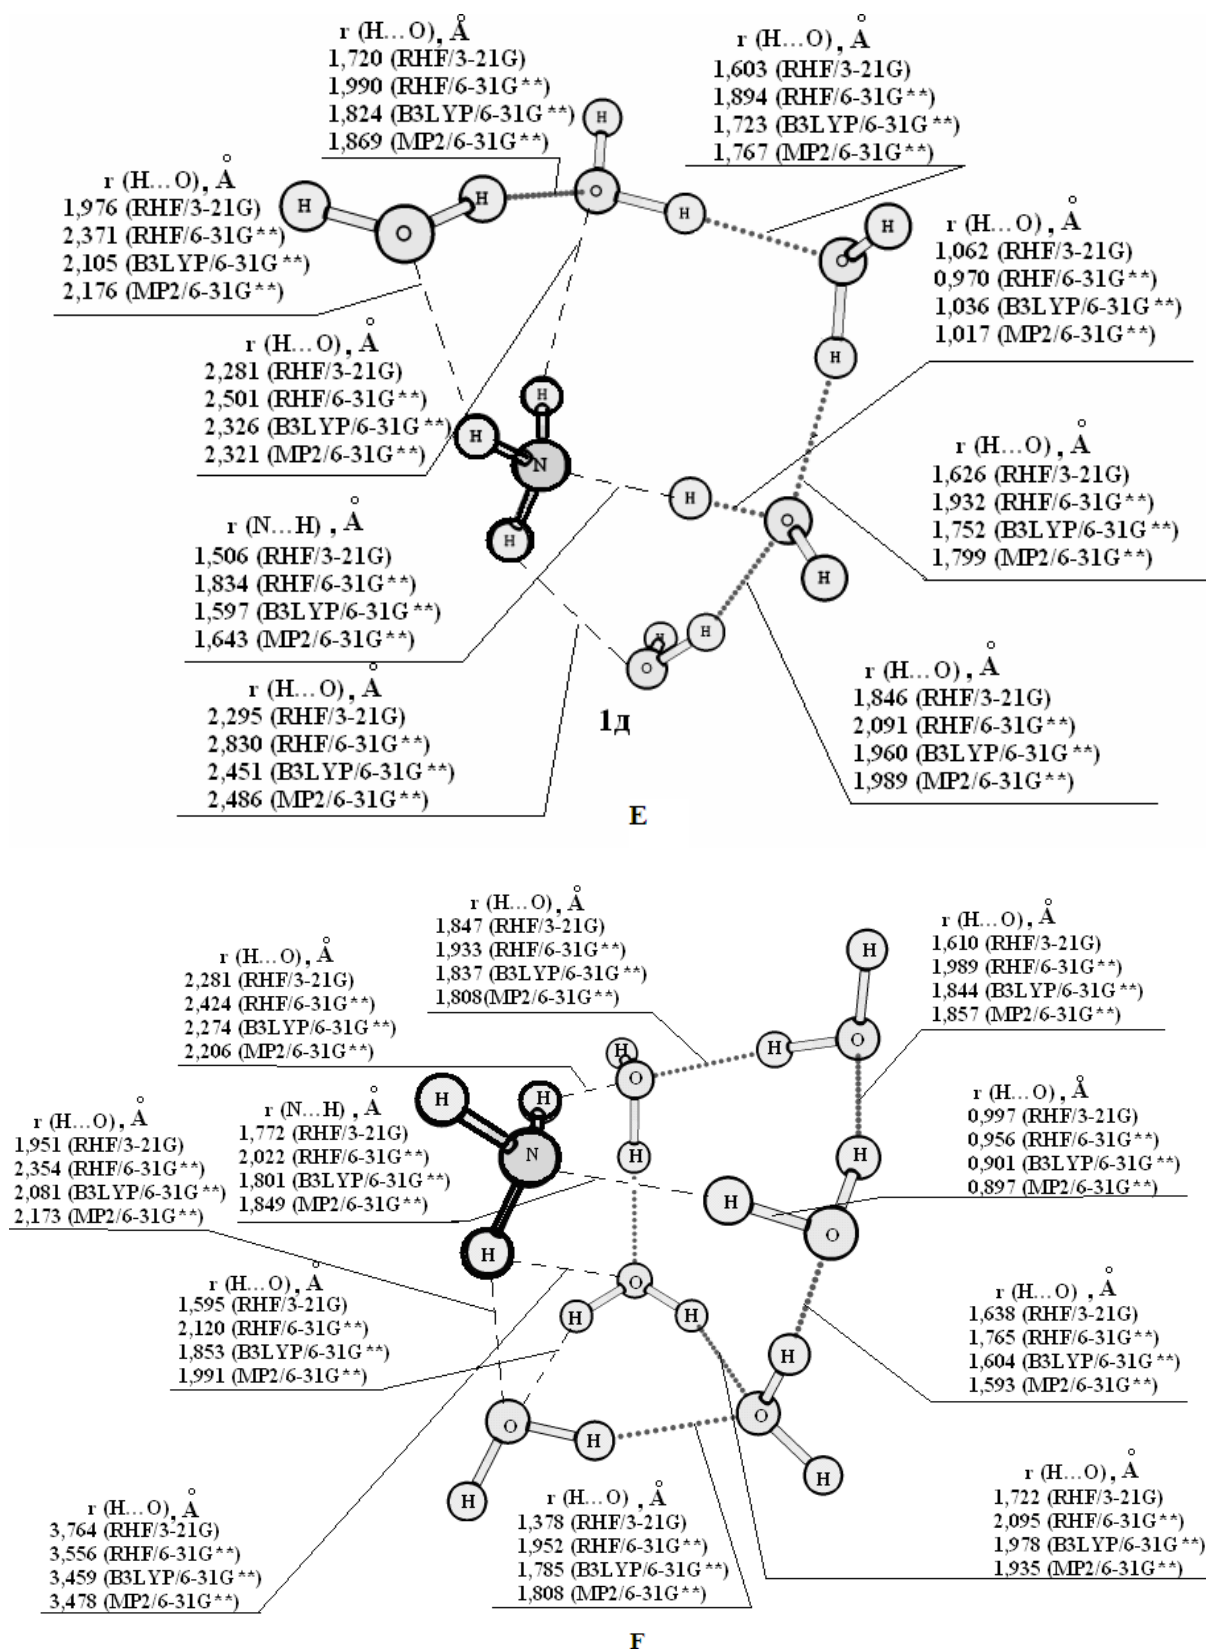 r (H...O), Å
1,720 (RHF/3-21G)
1,990 (RHF/6-31G**)
1,824 (B3LYP/6-31G**)
1,869 (MP2/6-31G**)
r (H...O), Å
1,603 (RHF/3-21G)
1,894 (RHF/6-31G**)
1,723 (B3LYP/6-31G**)
1,767 (MP2/6-31G**)
r (H...O), Å
1,976 (RHF/3-21G)
2,371 (RHF/6-31G**)
2,105 (B3LYP/6-31G**)
2,176 (MP2/6-31G**)
r (H...O), Å
1,062 (RHF/3-21G)
0,970 (RHF/6-31G**)
1,036 (B3LYP/6-31G**)
1,017 (MP2/6-31G**)
r (H...O), Å
2,281 (RHF/3-21G)
2,501 (RHF/6-31G**)
2,326 (B3LYP/6-31G**)
2,321 (MP2/6-31G**)
r (H...O), Å
1,626 (RHF/3-21G)
1,932 (RHF/6-31G**)
1,752 (B3LYP/6-31G**)
1,799 (MP2/6-31G**)
r (N...H), Å
1,506 (RHF/3-21G)
1,834 (RHF/6-31G**)
1,597 (B3LYP/6-31G**)
1,643 (MP2/6-31G**)
r (H...O), Å
2,295 (RHF/3-21G)
2,830 (RHF/6-31G**)
2,451 (B3LYP/6-31G**)
2,486 (MP2/6-31G**)
r (H...O), Å
1,846 (RHF/3-21G)
2,091 (RHF/6-31G**)
1,960 (B3LYP/6-31G**)
1,989 (MP2/6-31G**)
H
H
H
O
O
H
H
O
H
H
H
N
H
H
O
H
H
H
O
1д
E
r (H...O), Å
1,847 (RHF/3-21G)
1,933 (RHF/6-31G**)
1,837 (B3LYP/6-31G**)
1,808(MP2/6-31G**)
r (H...O), Å
1,610 (RHF/3-21G)
1,989 (RHF/6-31G**)
1,844 (B3LYP/6-31G**)
1,857 (MP2/6-31G**)
r (H...O), Å
2,281 (RHF/3-21G)
2,424 (RHF/6-31G**)
2,274 (B3LYP/6-31G**)
2,206 (MP2/6-31G**)
r (H...O), Å
1,951 (RHF/3-21G)
2,354 (RHF/6-31G**)
2,081 (B3LYP/6-31G**)
2,173 (MP2/6-31G**)
r (N...H), Å
1,772 (RHF/3-21G)
2,022 (RHF/6-31G**)
1,801 (B3LYP/6-31G**)
1,849 (MP2/6-31G**)
r (H...O), Å
0,997 (RHF/3-21G)
0,956 (RHF/6-31G**)
0,901 (B3LYP/6-31G**)
0,897 (MP2/6-31G**)
r (H...O), Å
1,595 (RHF/3-21G)
2,120 (RHF/6-31G**)
1,853 (B3LYP/6-31G**)
1,991 (MP2/6-31G**)
r (H...O), Å
1,638 (RHF/3-21G)
1,765 (RHF/6-31G**)
1,604 (B3LYP/6-31G**)
1,593 (MP2/6-31G**)
r (H...O), Å
3,764 (RHF/3-21G)
3,556 (RHF/6-31G**)
3,459 (B3LYP/6-31G**)
3,478 (MP2/6-31G**)
r (H...O), Å
1,378 (RHF/3-21G)
1,952 (RHF/6-31G**)
1,785 (B3LYP/6-31G**)
1,808 (MP2/6-31G**)
r (H...O), Å
1,722 (RHF/3-21G)
2,095 (RHF/6-31G**)
1,978 (B3LYP/6-31G**)
1,935 (MP2/6-31G**)
H
H
O
H
O
H
H
N
H
H
H
O
H
O
H
H
H
O
O
H
H
H
F